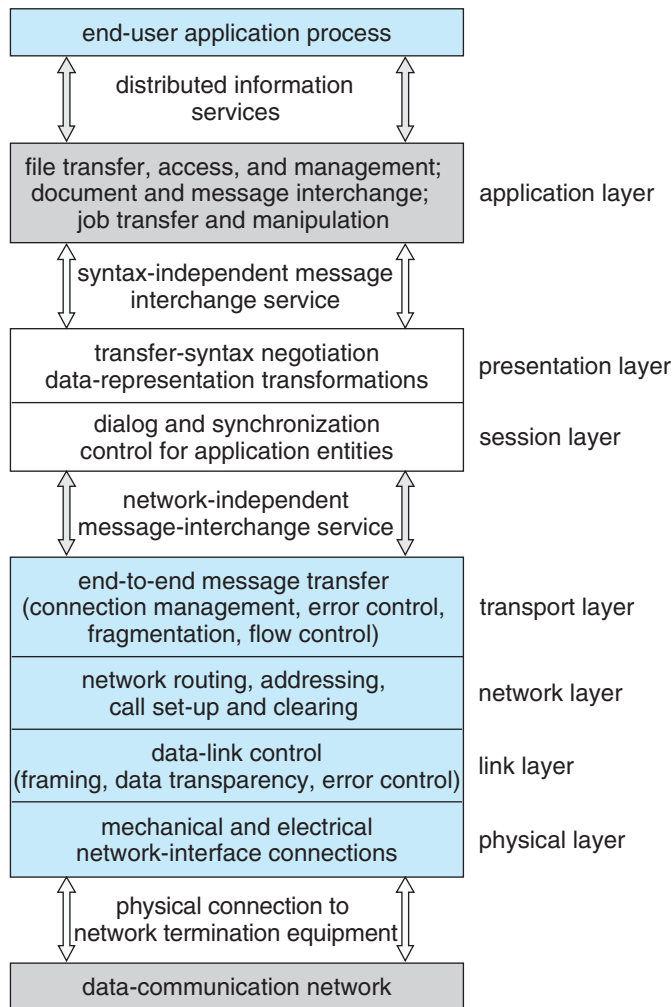 end-user application process
distributed information
services
file transfer, access, and management;
document and message interchange;
job transfer and manipulation
application layer
syntax-independent message
interchange service
transfer-syntax negotiation
data-representation transformations
presentation layer
dialog and synchronization
control for application entities
session layer
network-independent
message-interchange service
end-to-end message transfer
(connection management, error control,
fragmentation, flow control)
transport layer
network routing, addressing,
call set-up and clearing
network layer
data-link control
(framing, data transparency, error control)
link layer
mechanical and electrical
network-interface connections
physical layer
physical connection to
network termination equipment
data-communication network